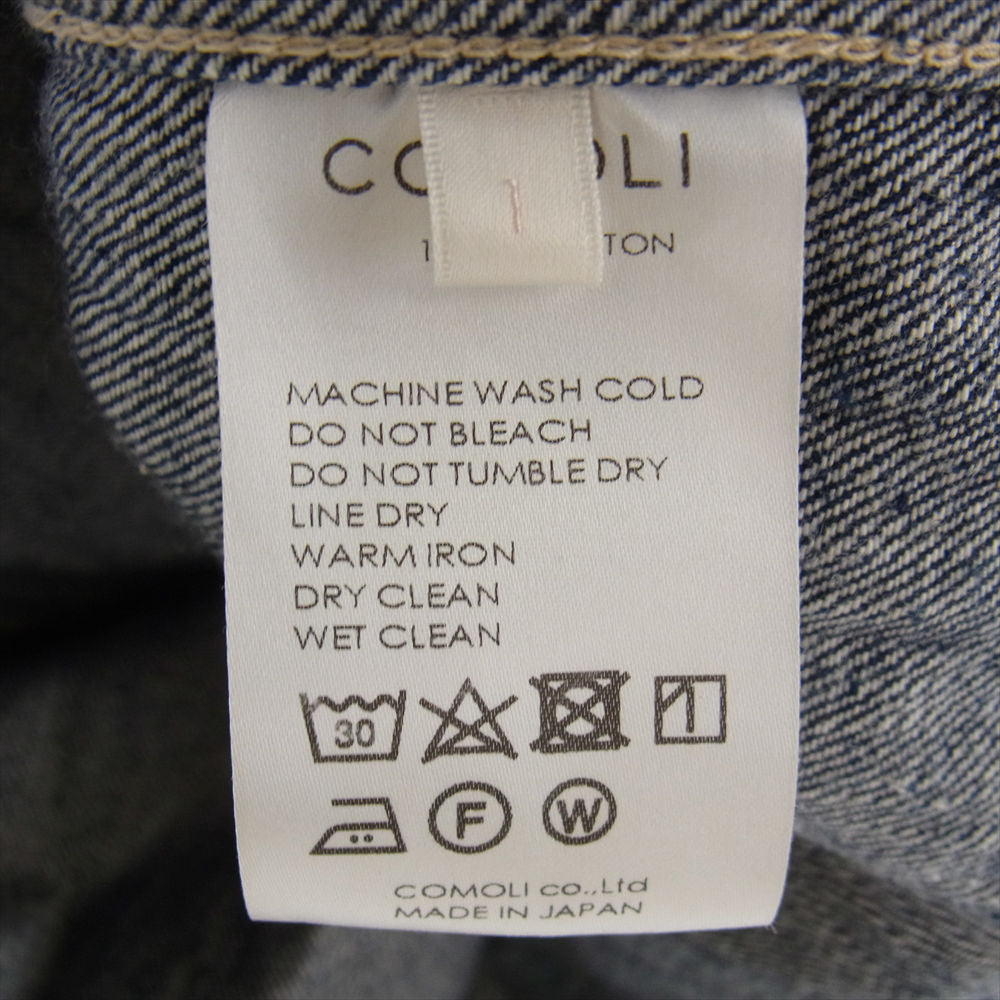 1
MACHINE WASH COLD
DO NOT BLEACH
DO NOT TUMBLE DRY
LINE DRY
WARM IRON
DRY CLEAN
WET CLEAN
30
F W
COMOLI co.,Ltd
MADE IN JAPAN